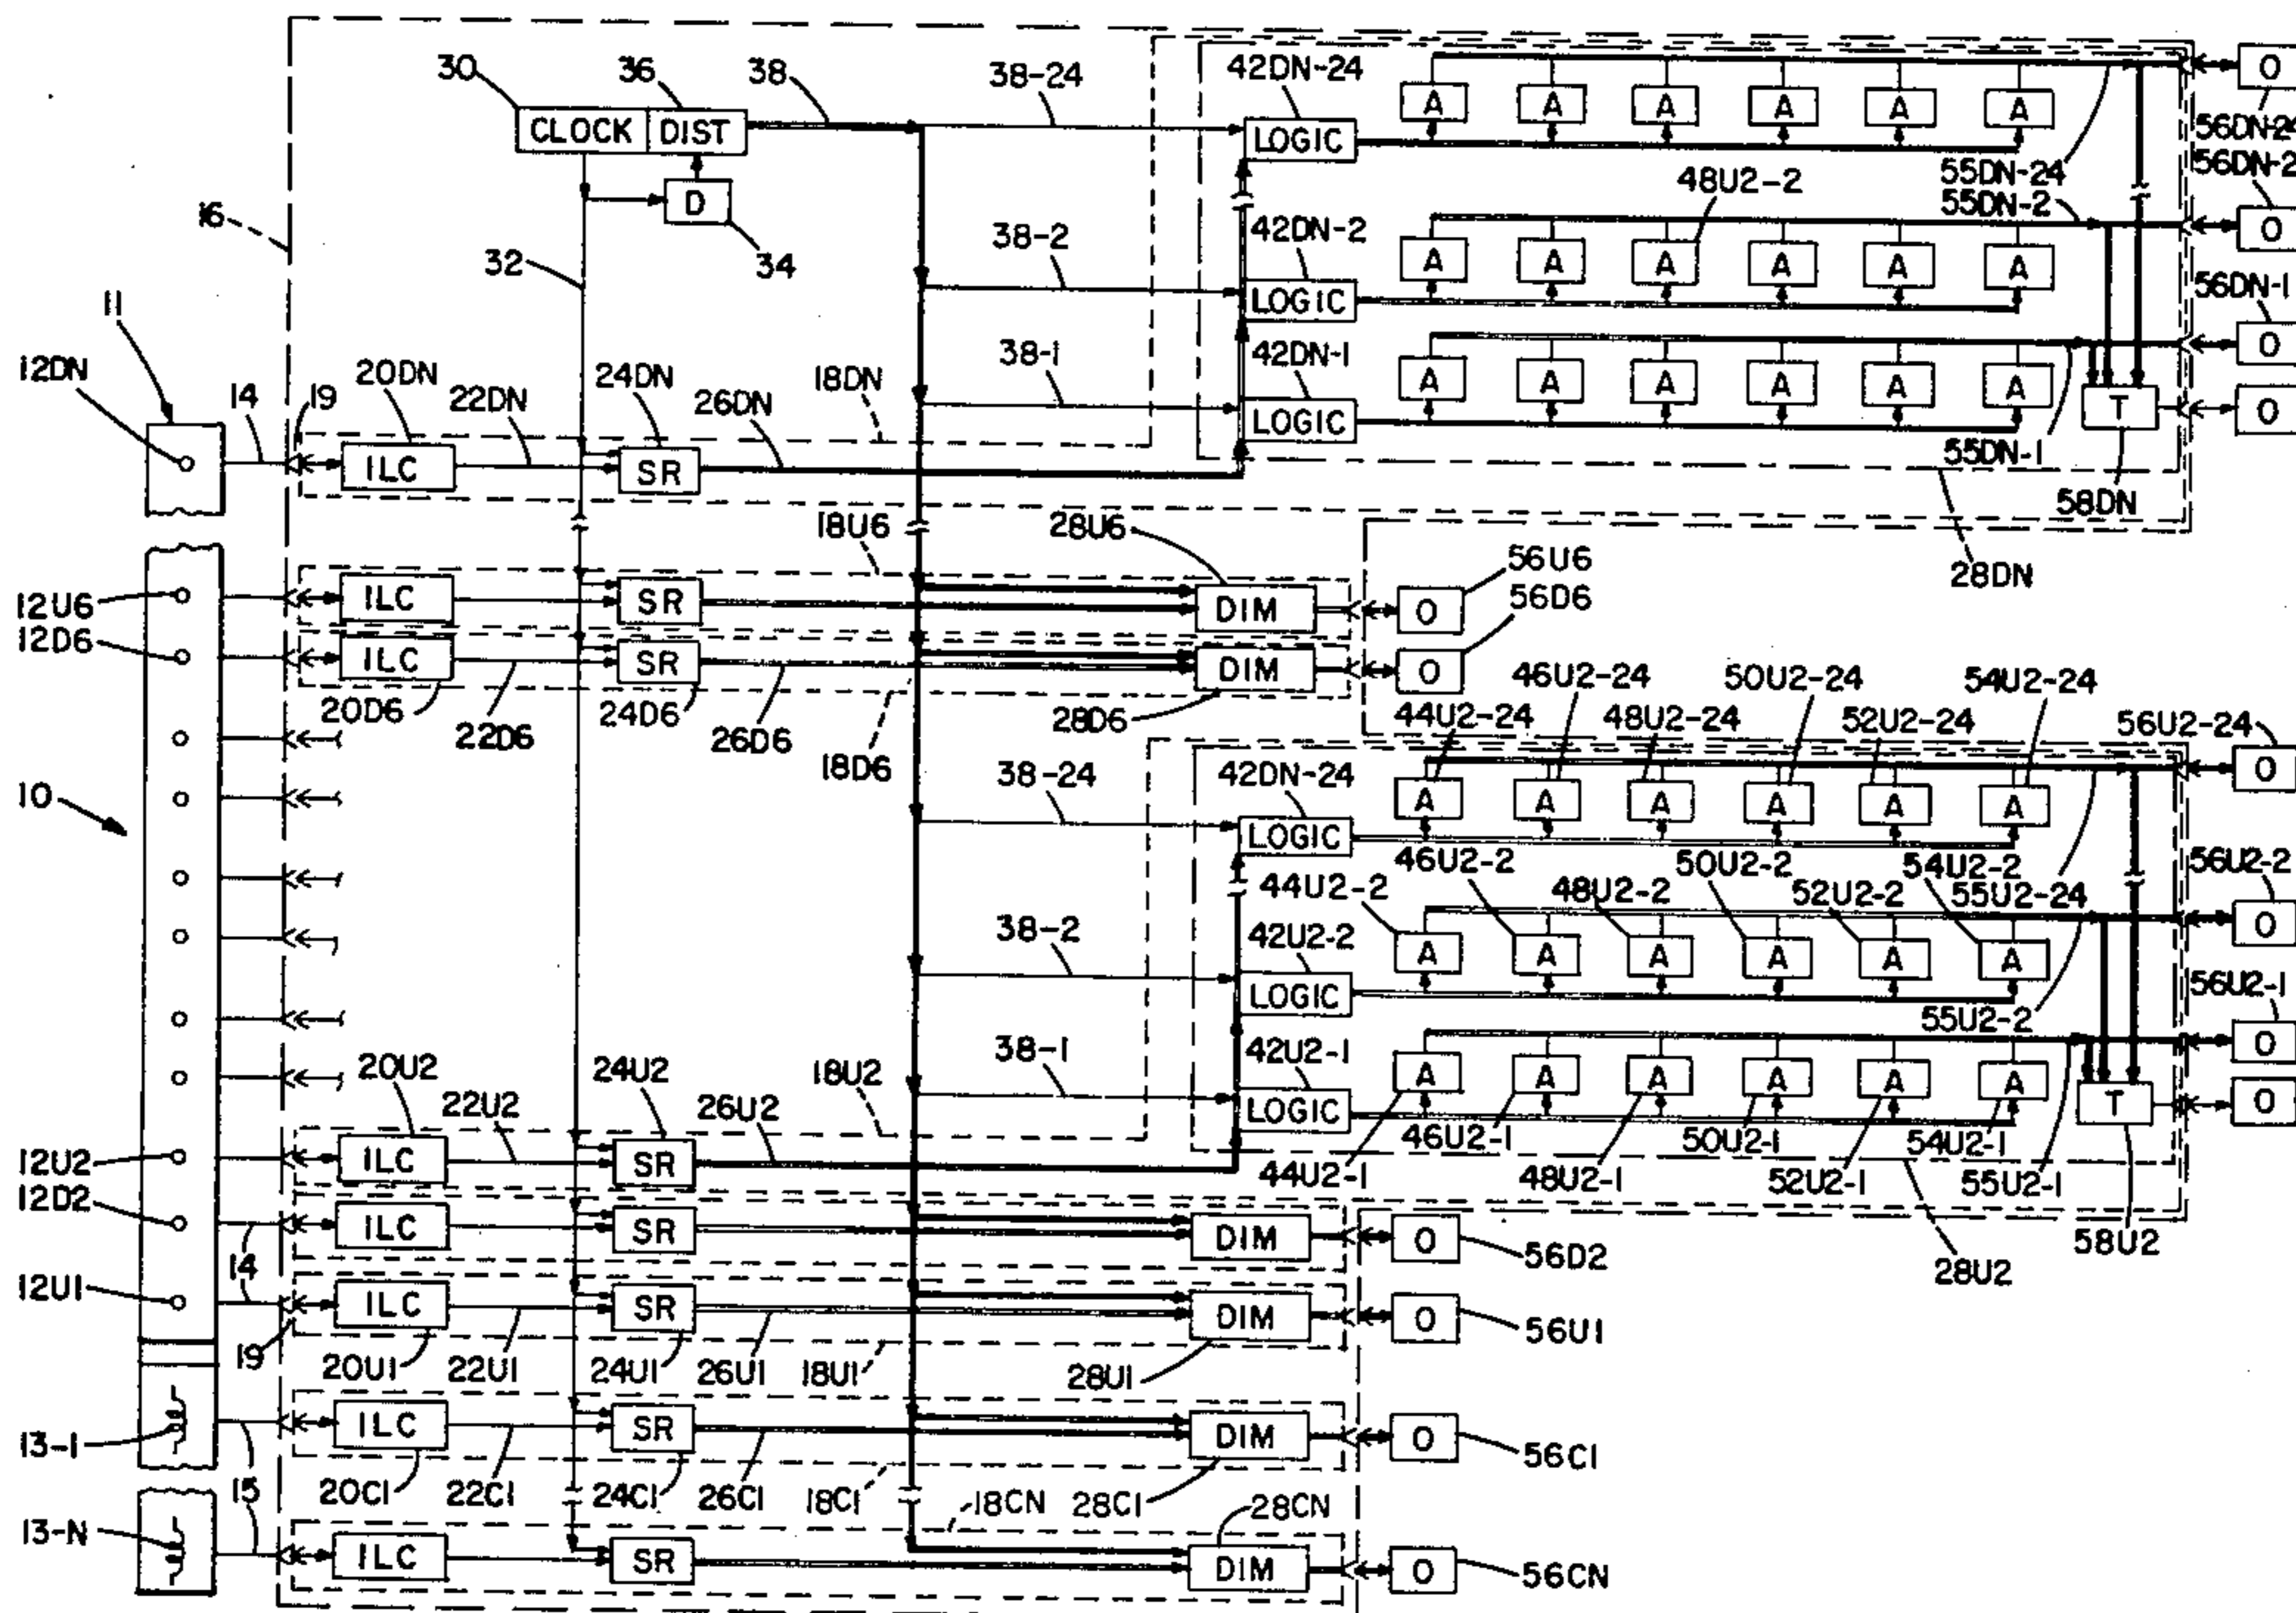 30 36 38 38-24 42DN-24 A A A A A A O
CLOCK DIST LOGIC 56DN-24
D 55DN-24 56DN-2
16 32 34 38-2 42DN-2 48U2-2 55DN-2 O
A A A A A A
LOGIC 56DN-1
11 38-1 42DN-1 O
12DN 14 19 20DN 22DN 24DN 26DN 18DN A A A A A A T O
LOGIC
ILC SR 55DN-1
58DN
18U6 28U6 56U6 28DN
12U6 ILC SR DIM O 56D6
12D6 ILC SR DIM O
20D6 22D6 24D6 26D6 18D6 28D6
46U2-24 50U2-24 54U2-24
44U2-24 48U2-24 52U2-24 56U2-24
10 38-24 42DN-24 A A A A A A O
LOGIC
46U2-2 50U2-2 54U2-2 56U2-2
44U2-2 48U2-2 52U2-2 55U2-24
38-2 42U2-2 A A A A A A O
LOGIC 56U2-1
55U2-2
38-1 42U2-1 A A A A A A O
20U2 22U2 24U2 26U2 18U2 LOGIC T O
12U2 ILC SR 46U2-1 50U2-1 54U2-1
44U2-1 48U2-1 52U2-1 55U2-1
12D2 ILC SR DIM O 56D2 58U2
14 28U2
12U1 ILC SR DIM O 56U1
19 20U1 22U1 24U1 26U1 18U1 28U1
13-1 ILC SR DIM O 56C1
15 20C1 22C1 24C1 26C1 18C1 18CN 28C1 28CN
13-N ILC SR DIM O 56CN